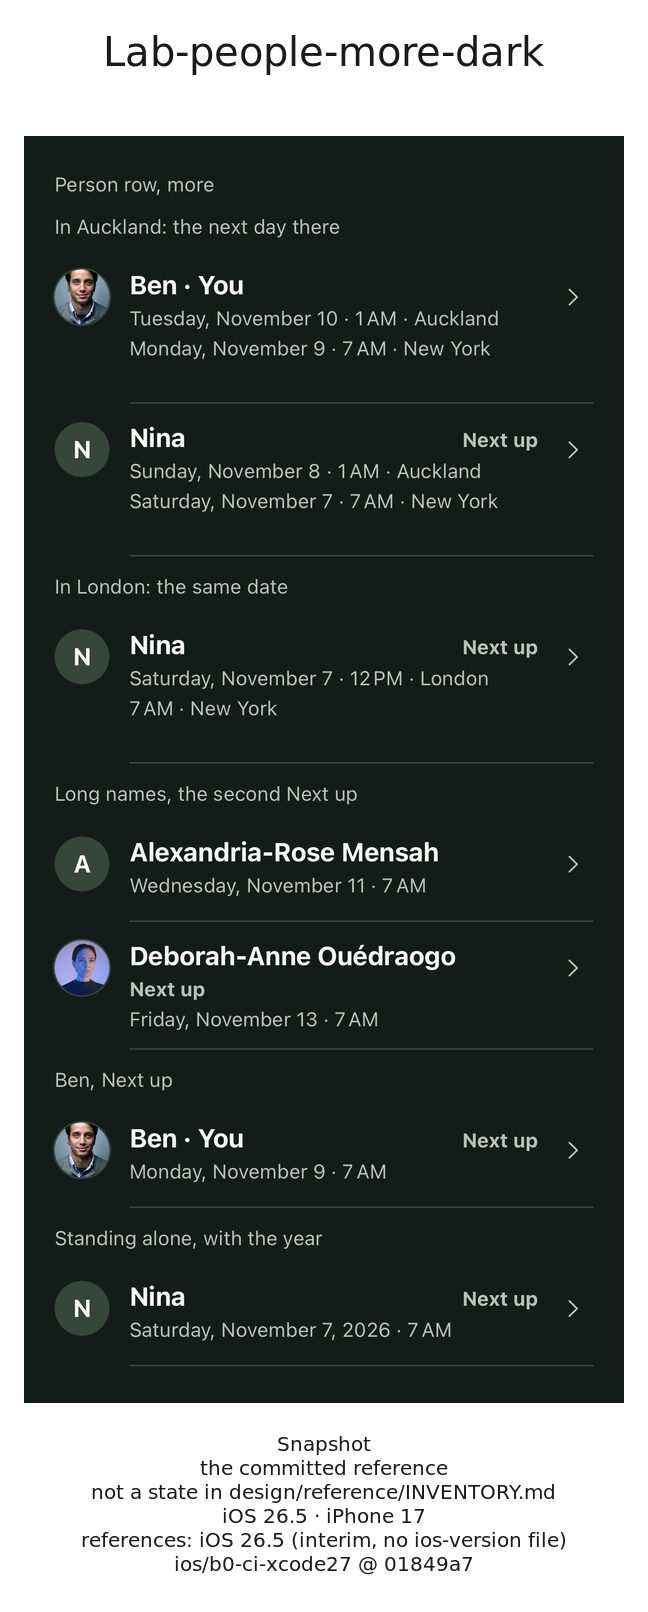 Lab-people-more-dark
Person row, more
In Auckland: the next day there
Ben · You
Tuesday, November 10 · 1 AM · Auckland
Monday, November 9 · 7 AM · New York
N
Nina
Next up
Sunday, November 8 · 1 AM · Auckland
Saturday, November 7 · 7 AM · New York
In London: the same date
N
Nina
Next up
Saturday, November 7 · 12 PM · London
7 AM · New York
Long names, the second Next up
A
Alexandria-Rose Mensah
Wednesday, November 11 · 7 AM
Deborah-Anne Ouédraogo
Next up
Friday, November 13 · 7 AM
Ben, Next up
Ben · You
Next up
Monday, November 9 · 7 AM
Standing alone, with the year
N
Nina
Next up
Saturday, November 7, 2026 · 7 AM
Snapshot
the committed reference
not a state in design/reference/INVENTORY.md
iOS 26.5 · iPhone 17
references: iOS 26.5 (interim, no ios-version file)
ios/b0-ci-xcode27 @ 01849a7